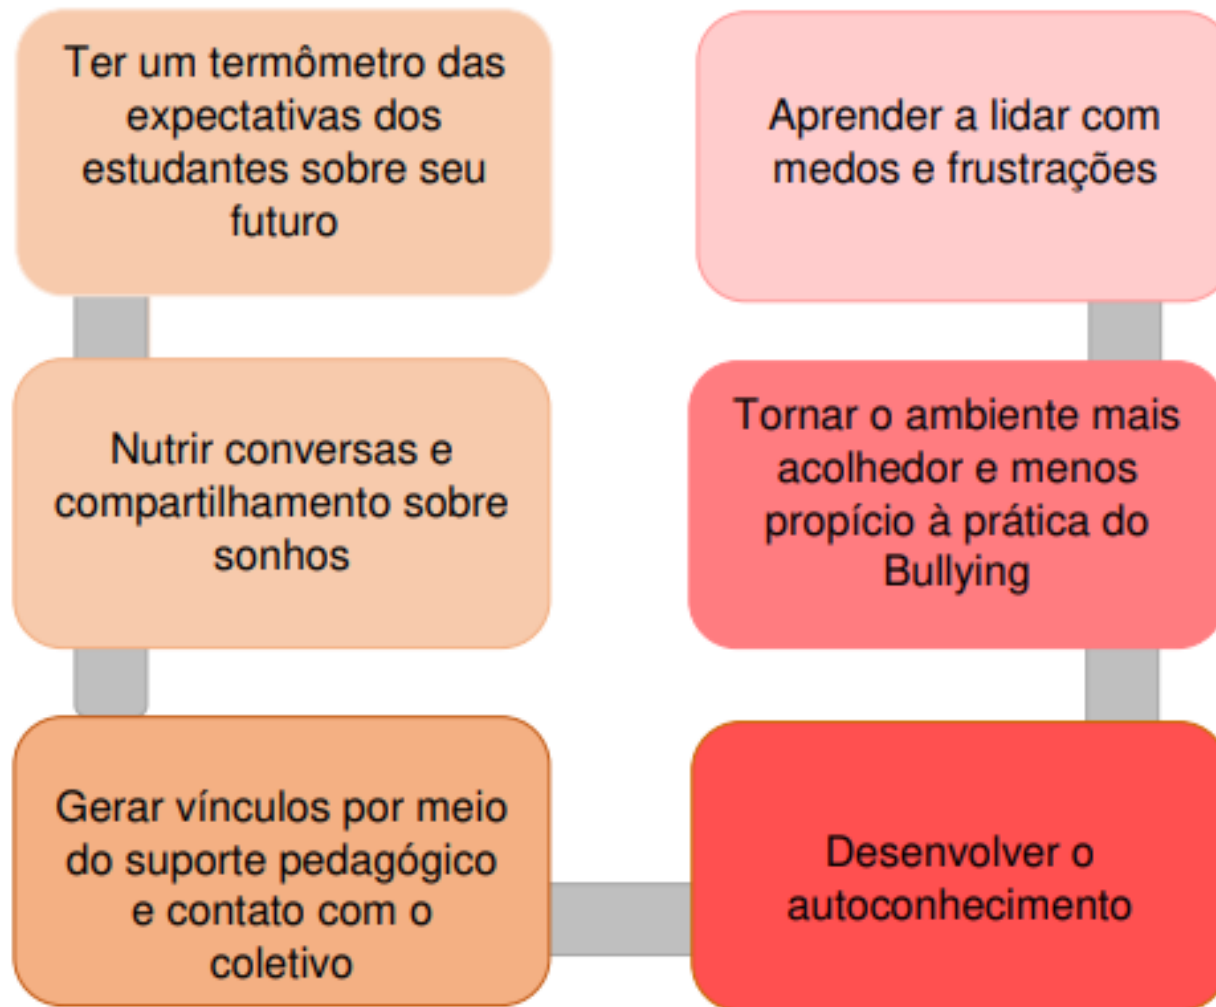 Ter um termômetro das
expectativas dos
estudantes sobre seu
futuro
Nutrir conversas e
compartilhamento sobre
sonhos
Gerar vínculos por meio
do suporte pedagógico
e contato com o
coletivo
Desenvolver o
autoconhecimento
Tornar o ambiente mais
acolhedor e menos
propício à prática do
Bullying
Aprender a lidar com
medos e frustrações